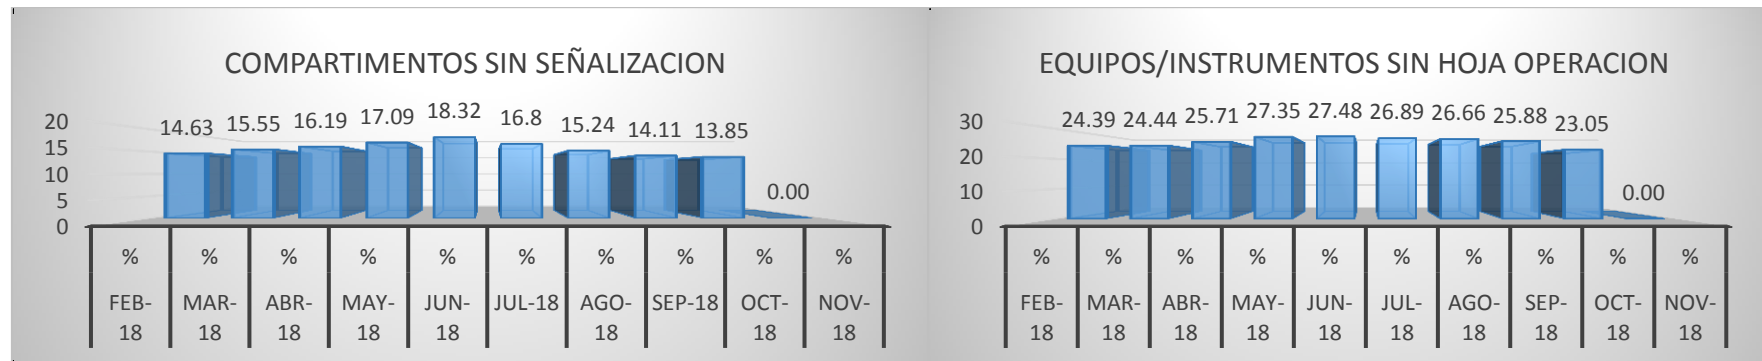 COMPARTIMENTOS SIN SEÑALIZACION
20
15
10
5
0
14.63 15.55 16.19 17.09 18.32 16.8 15.24 14.11 13.85 0.00
% % % % % % % % % %
FEB-18 MAR-18 ABR-18 MAY-18 JUN-18 JUL-18 AGO-18 SEP-18 OCT-18 NOV-18
EQUIPOS/INSTRUMENTOS SIN HOJA OPERACION
30
20
10
0
24.39 24.44 25.71 27.35 27.48 26.89 26.66 25.88 23.05 0.00
% % % % % % % % % %
FEB-18 MAR-18 ABR-18 MAY-18 JUN-18 JUL-18 AGO-18 SEP-18 OCT-18 NOV-18